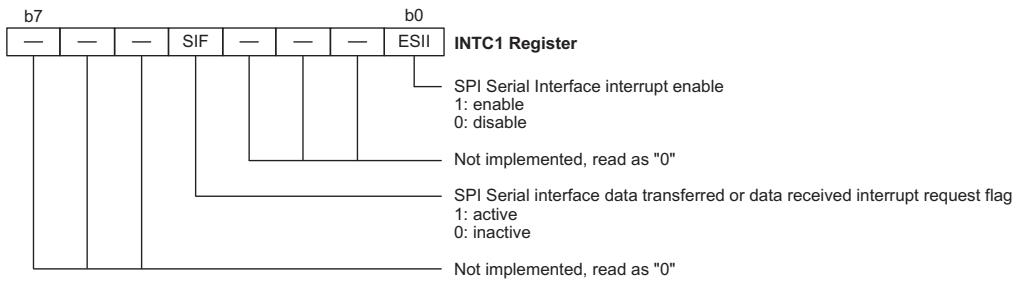 b7 b0
— — — SIF — — — ESII INTC1 Register
SPI Serial Interface interrupt enable
1: enable
0: disable
Not implemented, read as "0"
SPI Serial interface data transferred or data received interrupt request flag
1: active
0: inactive
Not implemented, read as "0"